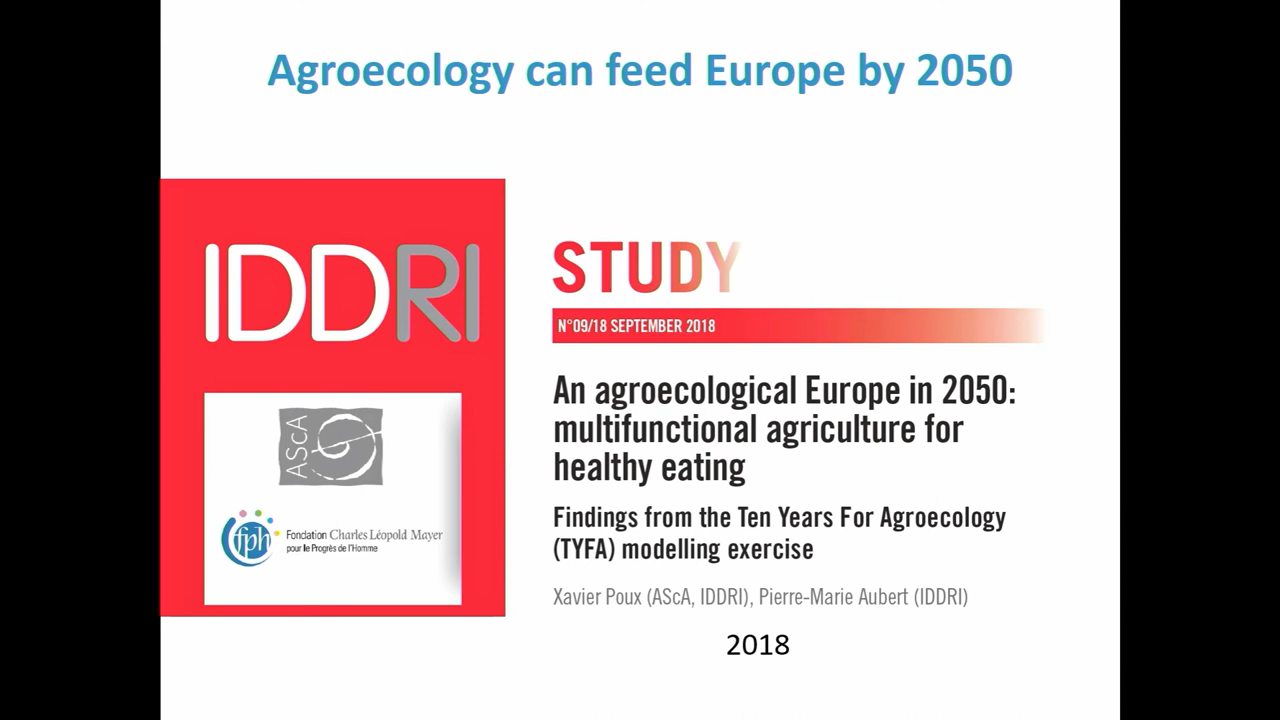 Agroecology can feed Europe by 2050
IDDRI
AScA
fph
Fondation Charles Léopold Mayer
pour le Progrès de l'Homme
STUDY
N°09/18 SEPTEMBER 2018
An agroecological Europe in 2050:
multifunctional agriculture for
healthy eating
Findings from the Ten Years For Agroecology
(TYFA) modelling exercise
Xavier Poux (AScA, IDDRI), Pierre-Marie Aubert (IDDRI)
2018